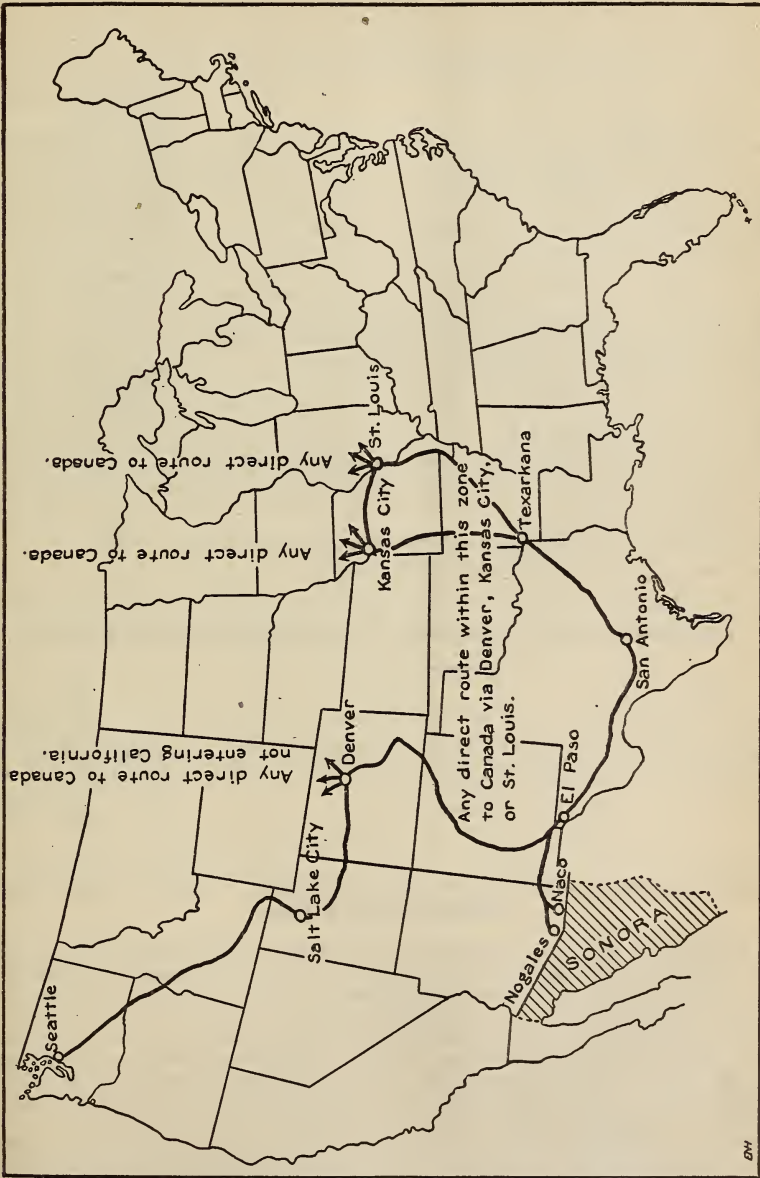 Any direct route to Canada.
Any direct route to Canada.
Any direct route to Canada
not entering California.
Seattle
Salt Lake City
Denver
Kansas City
St. Louis
Any direct route within this zone
to Canada via Denver, Kansas City,
or St. Louis.
Texarkana
San Antonio
El Paso
Naco
Nogales
SONORA